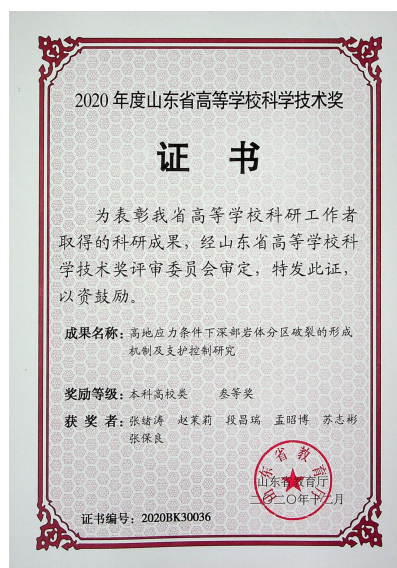 2020 年度山东省高等学校科学技术奖
证 书
为表彰我省高等学校科研工作者
取得的科研成果，经山东省高等学校科
学技术奖评审委员会审定，特发此证，
以资鼓励。
成果名称：高地应力条件下深部岩体分区破裂的形成
机制及支护控制研究
奖励等级：本科高校类 叁等奖
获 奖 者：张绪涛 赵茉莉 段昌瑞 孟昭博 苏志彬
张保良
山东省教育厅
山东省教育厅
二〇二〇年十二月
证书编号：2020BK30036